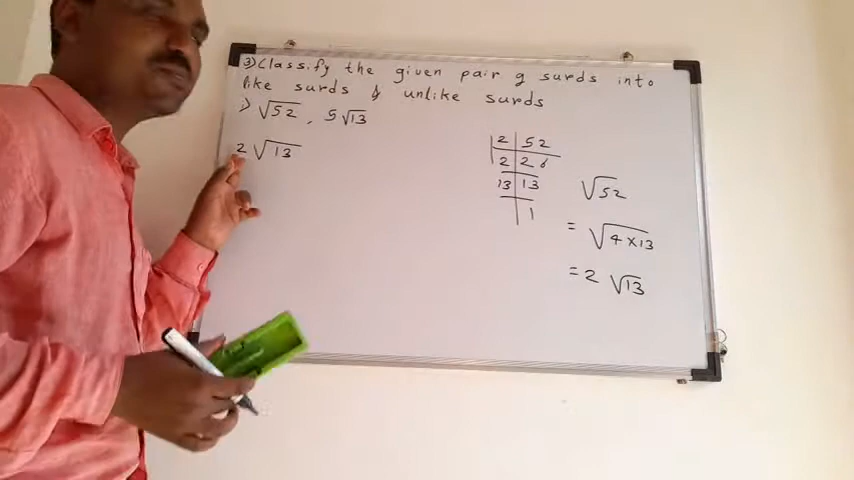 3) Classify the given pair of surds into
like surds & unlike surds
i) √52 , 5√13
2 √13
2 | 52
2 | 26
13 | 13
1
√52
= √4×13
= 2 √13